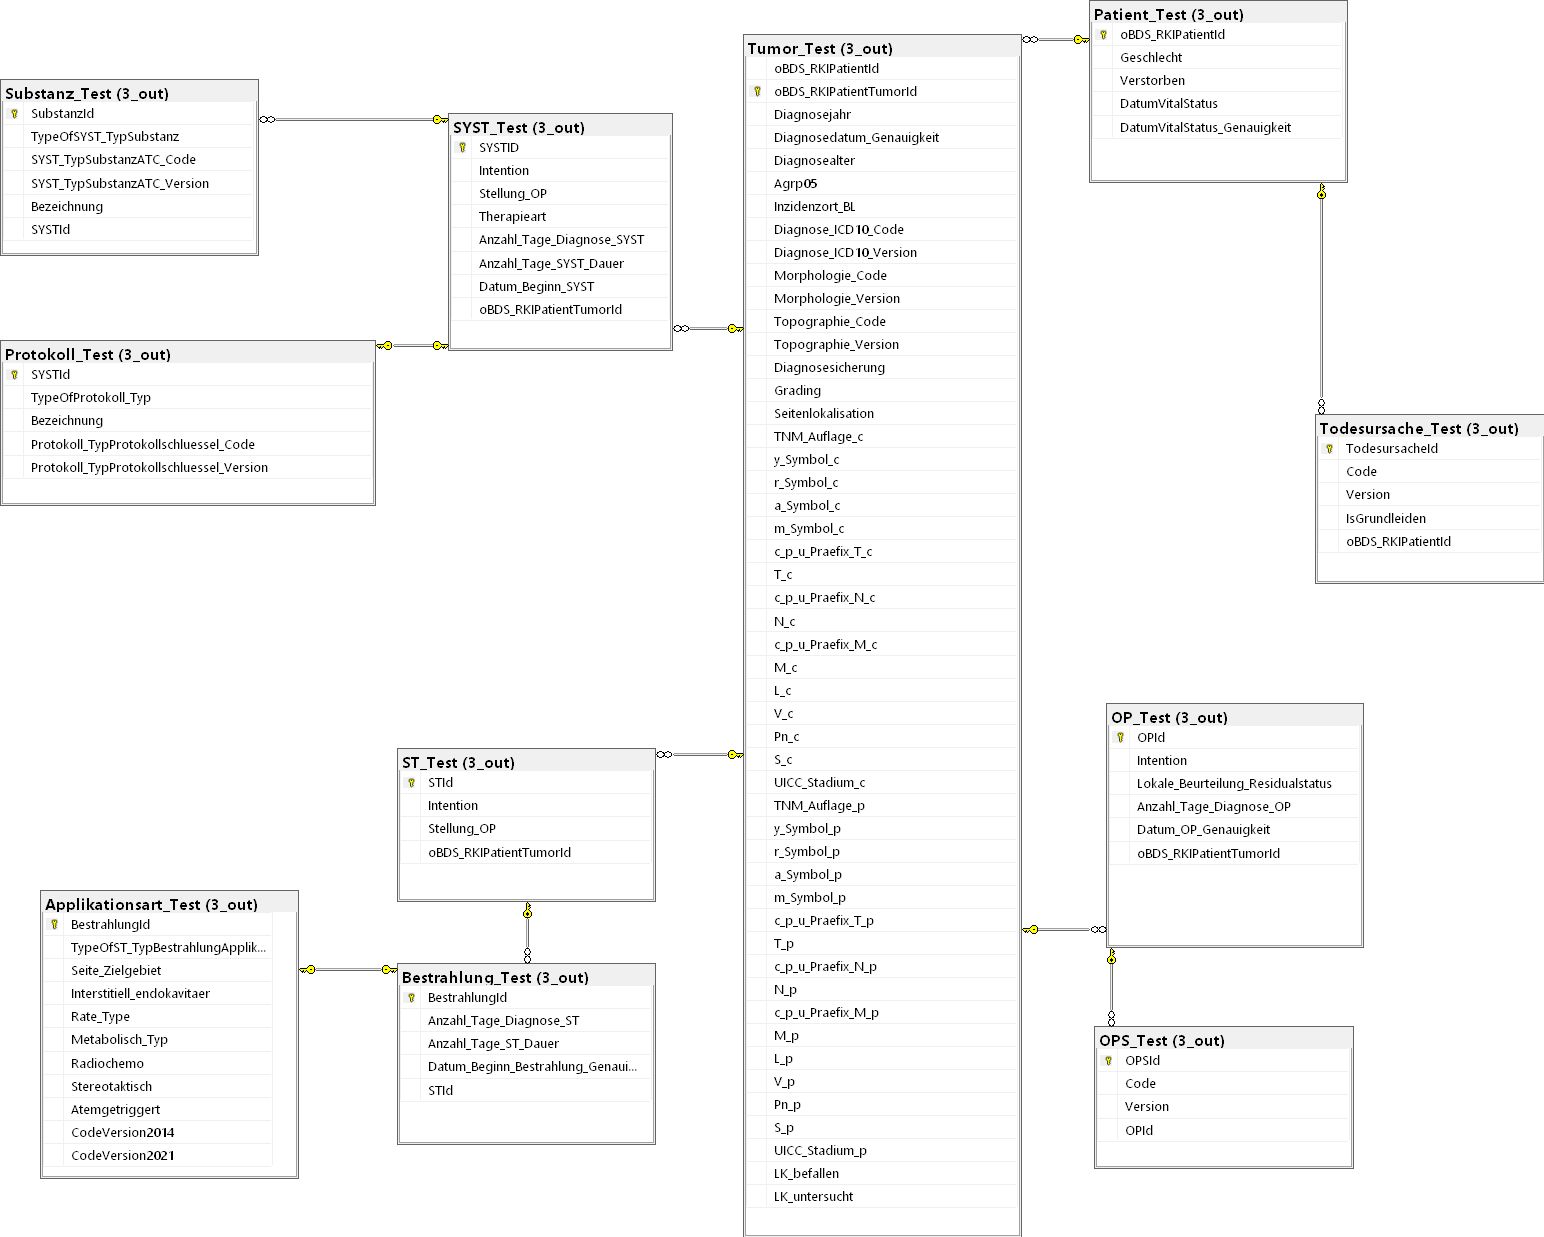 Substanz_Test (3_out)
SubstanzId
TypeOfSYST_TypSubstanz
SYST_TypSubstanzATC_Code
SYST_TypSubstanzATC_Version
Bezeichnung
SYSTId
Protokoll_Test (3_out)
SYSTId
TypeOfProtokoll_Typ
Bezeichnung
Protokoll_TypProtokollschluessel_Code
Protokoll_TypProtokollschluessel_Version
SYST_Test (3_out)
SYSTID
Intention
Stellung_OP
Therapieart
Anzahl_Tage_Diagnose_SYST
Anzahl_Tage_SYST_Dauer
Datum_Beginn_SYST
oBDS_RKIPatientTumorId
ST_Test (3_out)
STId
Intention
Stellung_OP
oBDS_RKIPatientTumorId
Applikationsart_Test (3_out)
BestrahlungId
TypeOfST_TypBestrahlungApplik...
Seite_Zielgebiet
Interstitiell_endokavitaer
Rate_Type
Metabolisch_Typ
Radiochemo
Stereotaktisch
Atemgetriggert
CodeVersion2014
CodeVersion2021
Bestrahlung_Test (3_out)
BestrahlungId
Anzahl_Tage_Diagnose_ST
Anzahl_Tage_ST_Dauer
Datum_Beginn_Bestrahlung_Genaui...
STId
Tumor_Test (3_out)
oBDS_RKIPatientId
oBDS_RKIPatientTumorId
Diagnosejahr
Diagnosedatum_Genauigkeit
Diagnosealter
Agrp05
Inzidenzort_BL
Diagnose_ICD10_Code
Diagnose_ICD10_Version
Morphologie_Code
Morphologie_Version
Topographie_Code
Topographie_Version
Diagnosesicherung
Grading
Seitenlokalisation
TNM_Auflage_c
y_Symbol_c
r_Symbol_c
a_Symbol_c
m_Symbol_c
c_p_u_Praefix_T_c
T_c
c_p_u_Praefix_N_c
N_c
c_p_u_Praefix_M_c
M_c
L_c
V_c
Pn_c
S_c
UICC_Stadium_c
TNM_Auflage_p
y_Symbol_p
r_Symbol_p
a_Symbol_p
m_Symbol_p
c_p_u_Praefix_T_p
T_p
c_p_u_Praefix_N_p
N_p
c_p_u_Praefix_M_p
M_p
L_p
V_p
Pn_p
S_p
UICC_Stadium_p
LK_befallen
LK_untersucht
Patient_Test (3_out)
oBDS_RKIPatientId
Geschlecht
Verstorben
DatumVitalStatus
DatumVitalStatus_Genauigkeit
Todesursache_Test (3_out)
TodesursacheId
Code
Version
IsGrundleiden
oBDS_RKIPatientId
OP_Test (3_out)
OPId
Intention
Lokale_Beurteilung_Residualstatus
Anzahl_Tage_Diagnose_OP
Datum_OP_Genauigkeit
oBDS_RKIPatientTumorId
OPS_Test (3_out)
OPSId
Code
Version
OPId